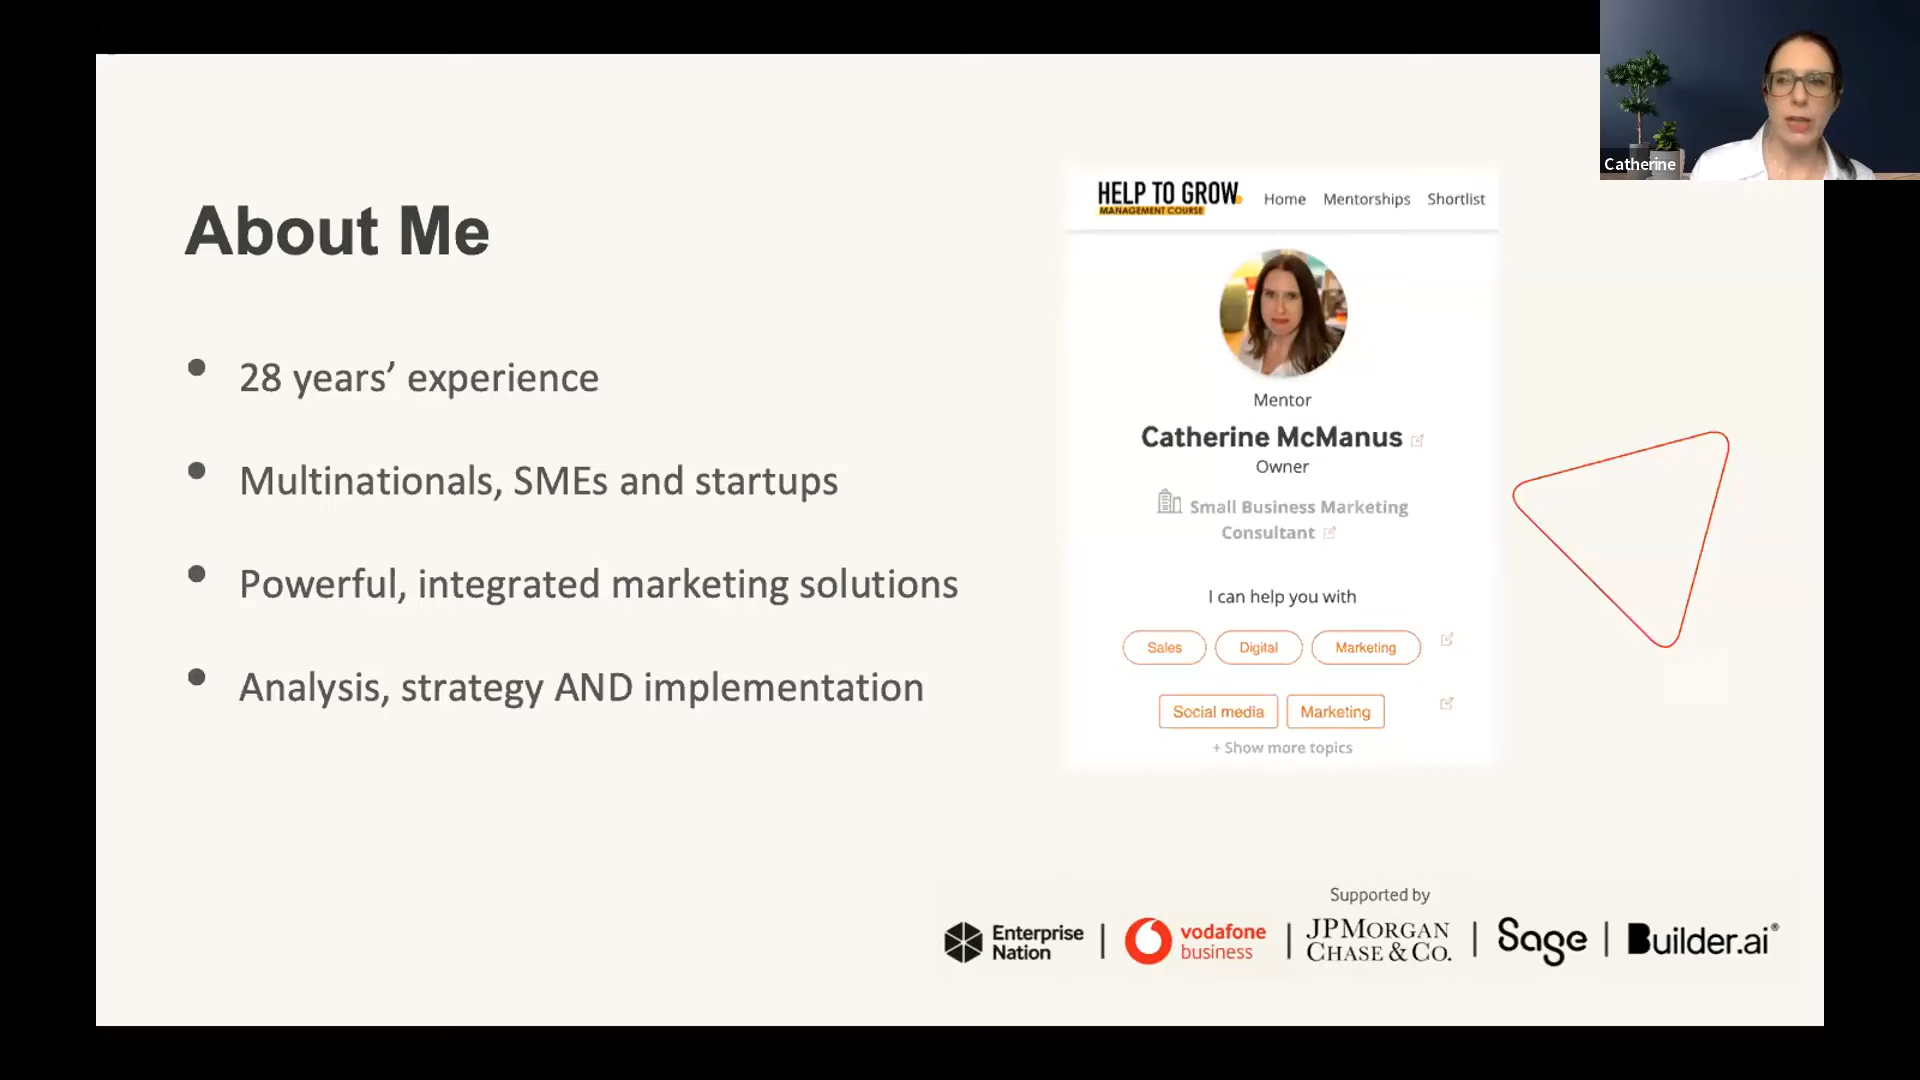 Catherine
About Me
• 28 years’ experience
• Multinationals, SMEs and startups
• Powerful, integrated marketing solutions
• Analysis, strategy AND implementation
HELP TO GROW
MANAGEMENT COURSE
Home Mentorships Shortlist
Mentor
Catherine McManus
Owner
Small Business Marketing
Consultant
I can help you with
Sales Digital Marketing
Social media Marketing
+ Show more topics
Supported by
Enterprise
Nation
vodafone
business
JPMORGAN
CHASE & CO.
Sage
Builder.ai®